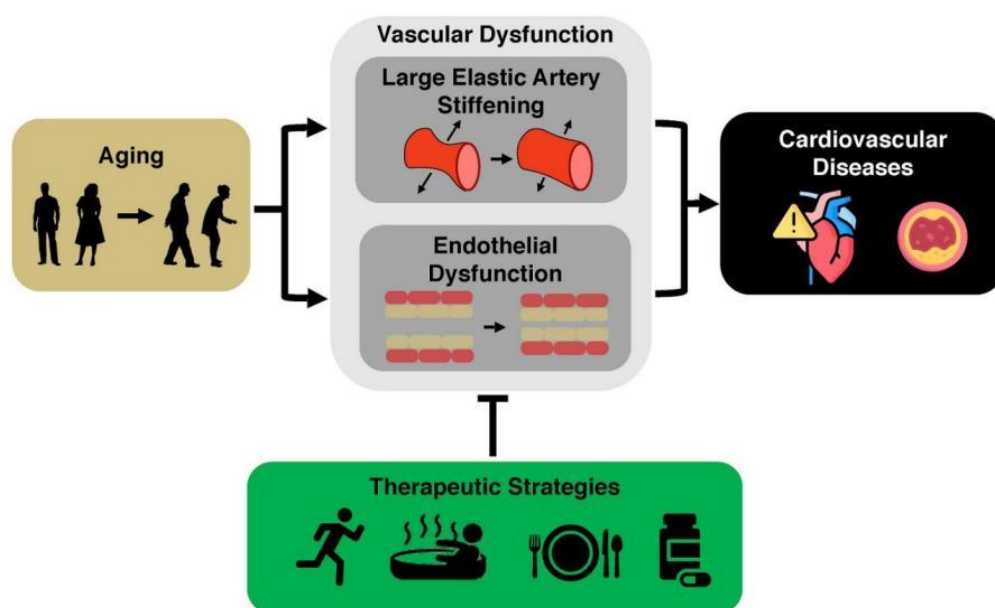 Vascular Dysfunction
Large Elastic Artery
Stiffening
Aging
Cardiovascular
Diseases
Endothelial
Dysfunction
Therapeutic Strategies